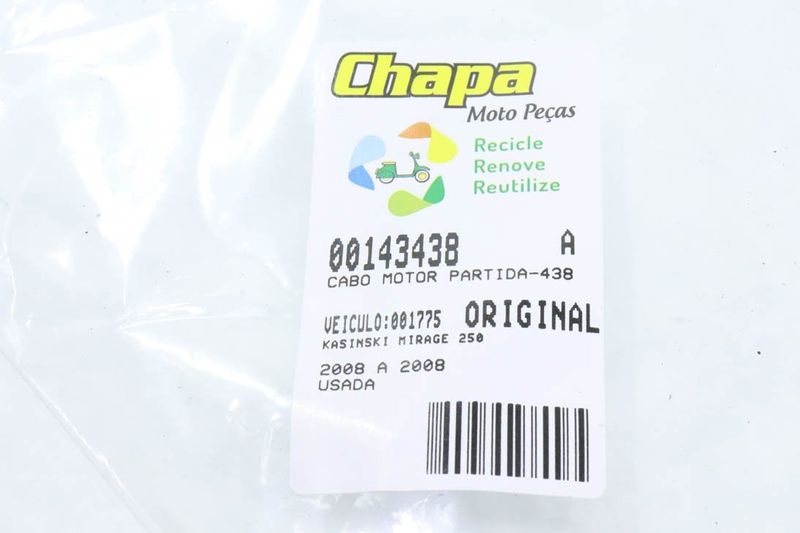 Chapa
Moto Peças
Recicle
Renove
Reutilize
00143438 A
CABO MOTOR PARTIDA-438
VEICULO:001775 ORIGINAL
KASINSKI MIRAGE 250
2008 A 2008
USADA